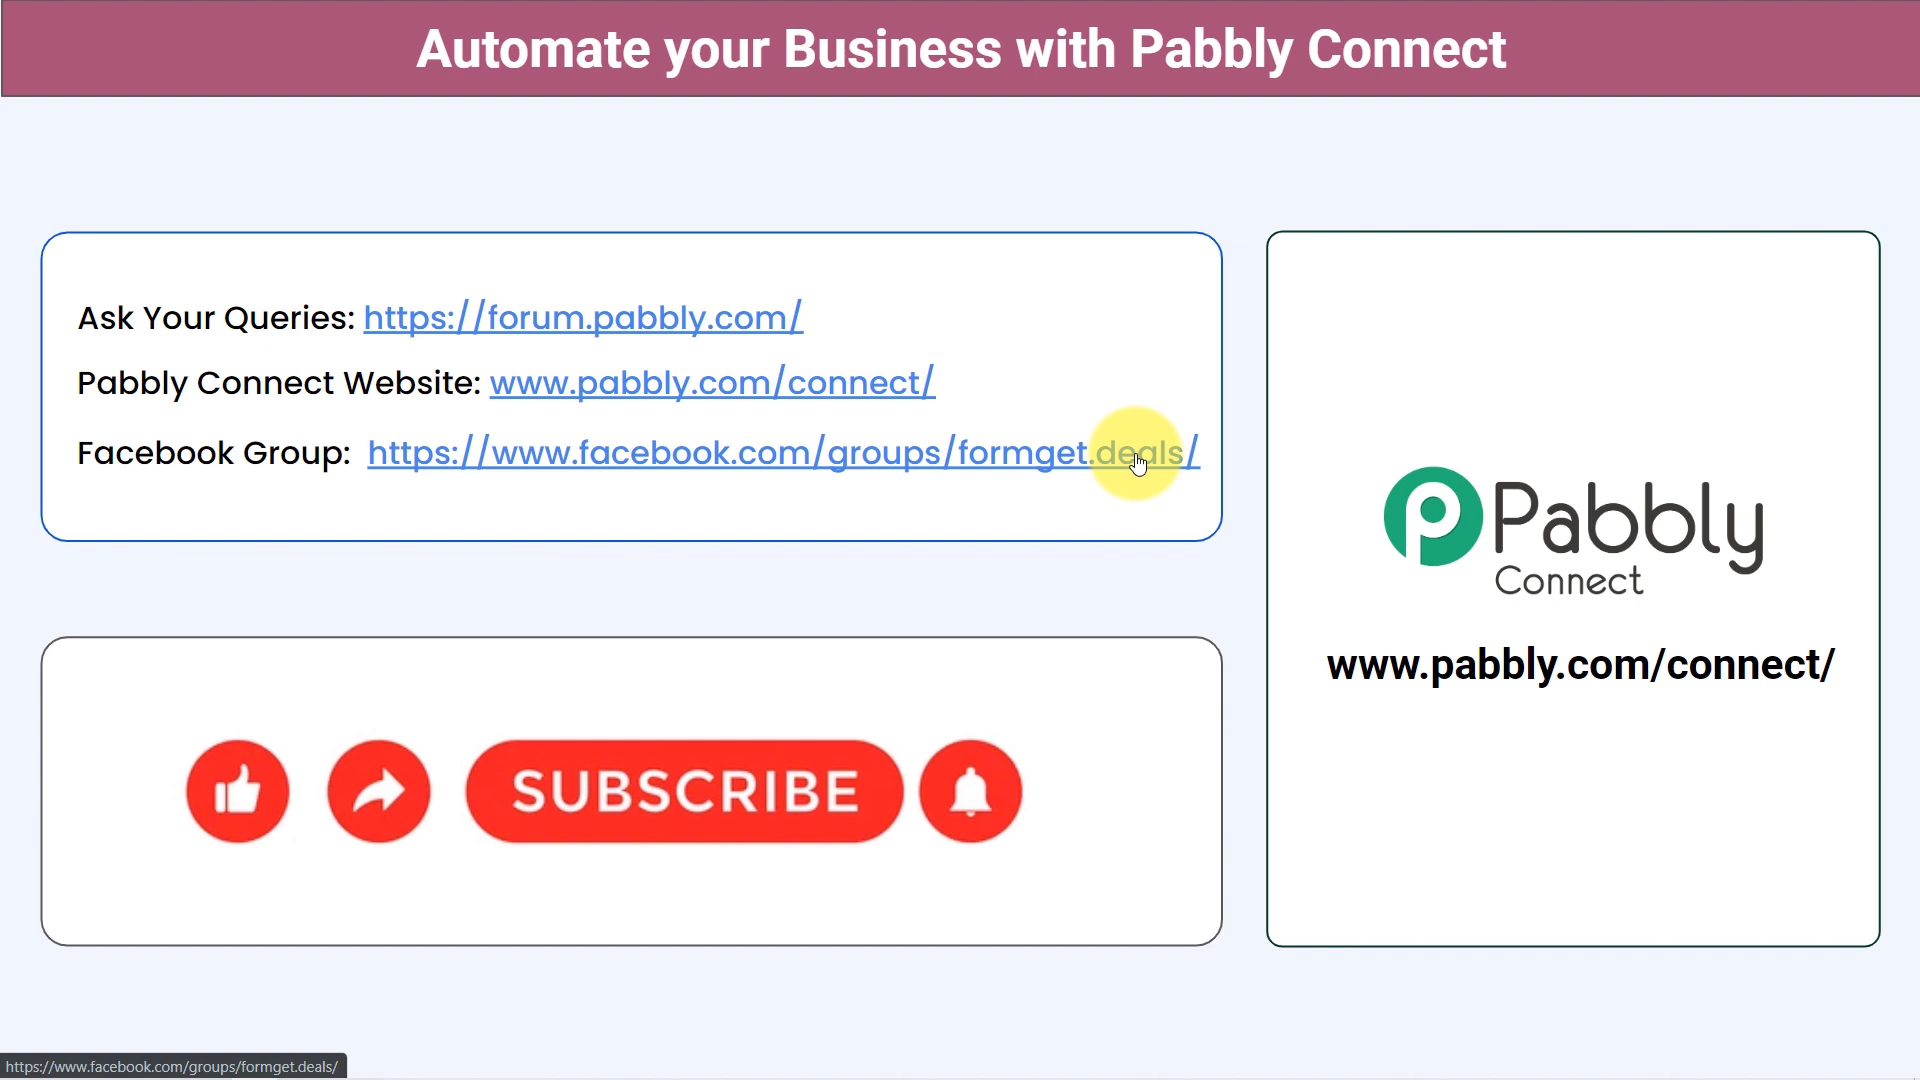 Automate your Business with Pabbly Connect
Ask Your Queries: https://forum.pabbly.com/
Pabbly Connect Website: www.pabbly.com/connect/
Facebook Group: https://www.facebook.com/groups/formget.deals/
Pabbly
Connect
www.pabbly.com/connect/
SUBSCRIBE
https://www.facebook.com/groups/formget.deals/